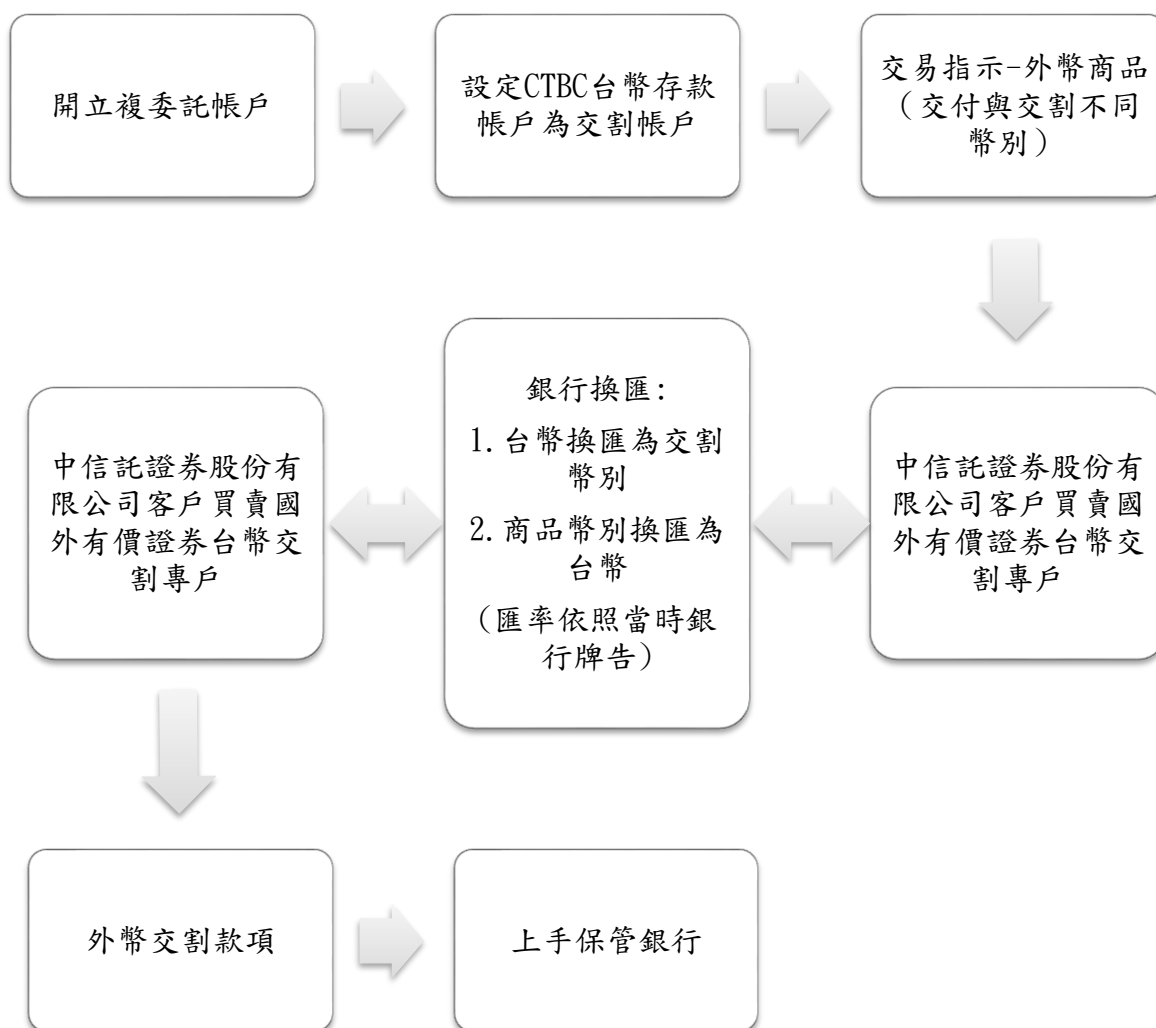 開立複委託帳戶
設定CTBC台幣存款
帳戶為交割帳戶
交易指示-外幣商品
（交付與交割不同
幣別）
中信託證券股份有
限公司客戶買賣國
外有價證券台幣交
割專戶
銀行換匯:
1.台幣換匯為交割
幣別
2.商品幣別換匯為
台幣
(匯率依照當時銀
行牌告)
中信託證券股份有
限公司客戶買賣國
外有價證券台幣交
割專戶
外幣交割款項
上手保管銀行